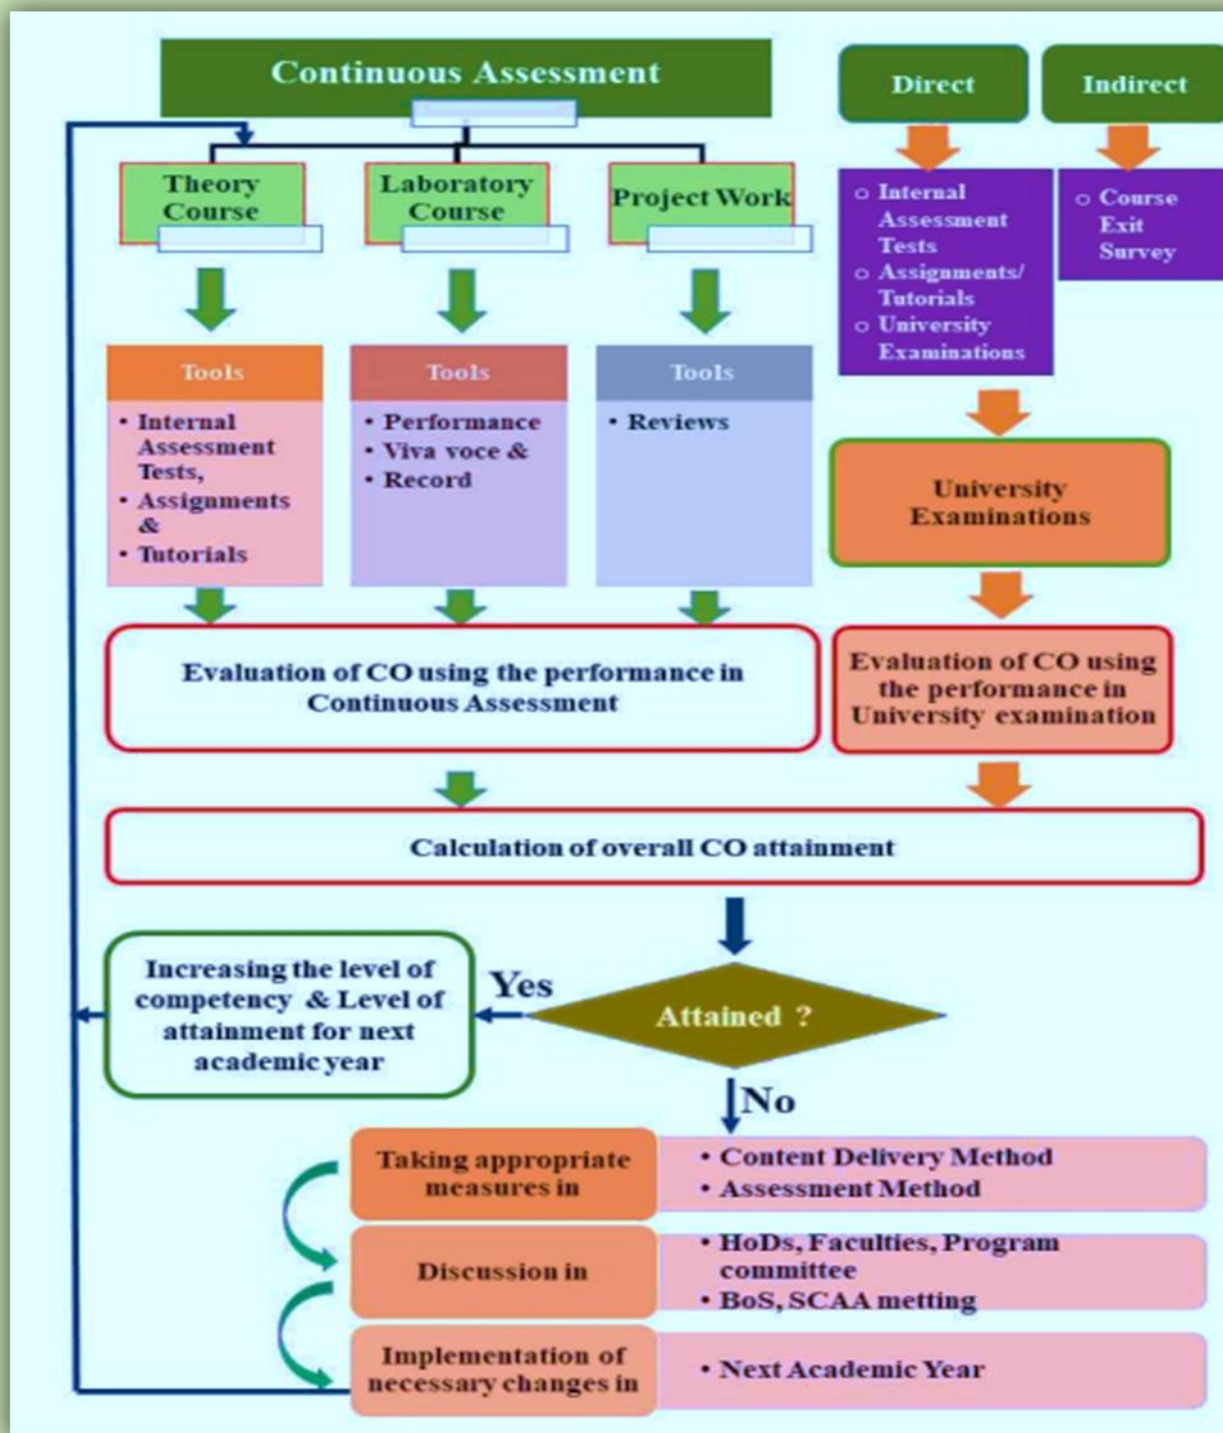 Continuous Assessment
Direct
Indirect
Theory
Course
Laboratory
Course
Project Work
○ Internal
Assessment
Tests
○ Assignments/
Tutorials
○ University
Examinations
○ Course
Exit
Survey
Tools
• Internal
Assessment
Tests,
• Assignments
&
• Tutorials
Tools
• Performance
• Viva voce &
• Record
Tools
• Reviews
University
Examinations
Evaluation of CO using the performance in
Continuous Assessment
Evaluation of CO using
the performance in
University examination
Calculation of overall CO attainment
Increasing the level of
competency & Level of
attainment for next
academic year
Yes
Attained ?
No
Taking appropriate
measures in
• Content Delivery Method
• Assessment Method
Discussion in
• HoDs, Faculties, Program
committee
• BoS, SCAA metting
Implementation of
necessary changes in
• Next Academic Year